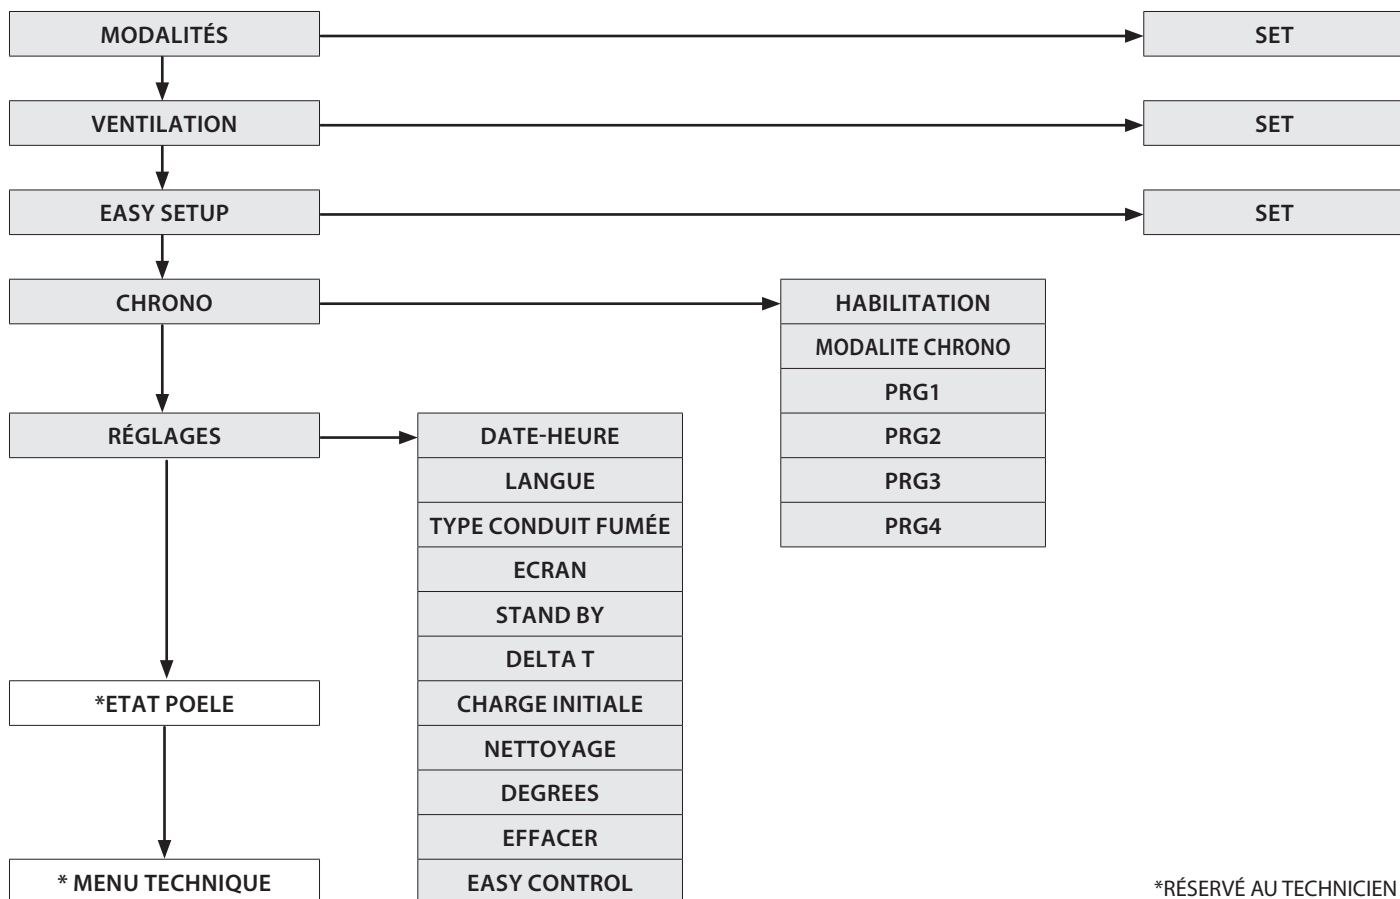 MODALITÉS
SET
VENTILATION
SET
EASY SETUP
SET
CHRONO
HABILITATION
MODALITE CHRONO
PRG1
PRG2
PRG3
PRG4
RÉGLAGES
DATE-HEURE
LANGUE
TYPE CONDUIT FUMÉE
ECRAN
STAND BY
DELTA T
CHARGE INITIALE
NETTOYAGE
DEGREES
EFFACER
EASY CONTROL
*ETAT POELE
* MENU TECHNIQUE
*RÉSERVÉ AU TECHNICIEN